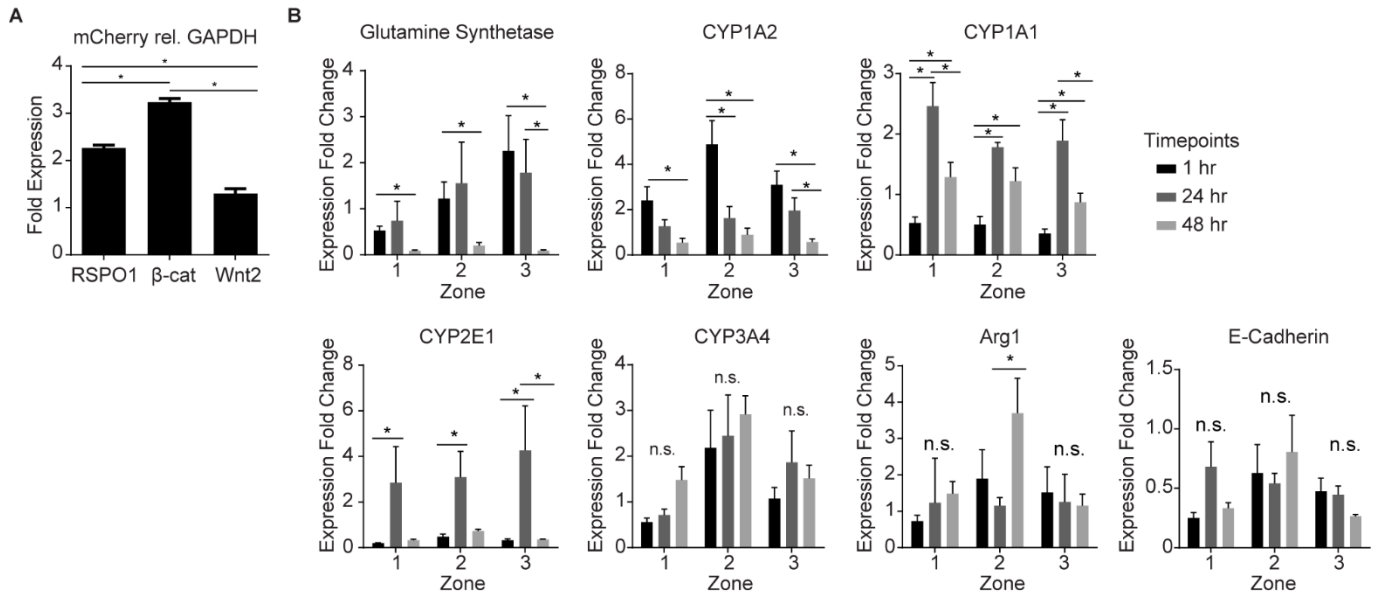 A
mCherry rel. GAPDH
Fold Expression
4
3
2
1
0
* * *
RSPO1 β-cat Wnt2
B
Glutamine Synthetase
Expression Fold Change
4
3
2
1
0
* * * *
1 2 3
Zone
CYP1A2
Expression Fold Change
8
6
4
2
0
* * * * *
1 2 3
Zone
CYP1A1
Expression Fold Change
3
2
1
0
* * * * * * * *
1 2 3
Zone
Timepoints
1 hr
24 hr
48 hr
CYP2E1
Expression Fold Change
8
6
4
2
0
* * * *
1 2 3
Zone
CYP3A4
Expression Fold Change
4
3
2
1
0
n.s. n.s. n.s.
1 2 3
Zone
Arg1
Expression Fold Change
5
4
3
2
1
0
n.s. * n.s.
1 2 3
Zone
E-Cadherin
Expression Fold Change
1.5
1.0
0.5
0
n.s. n.s. n.s.
1 2 3
Zone